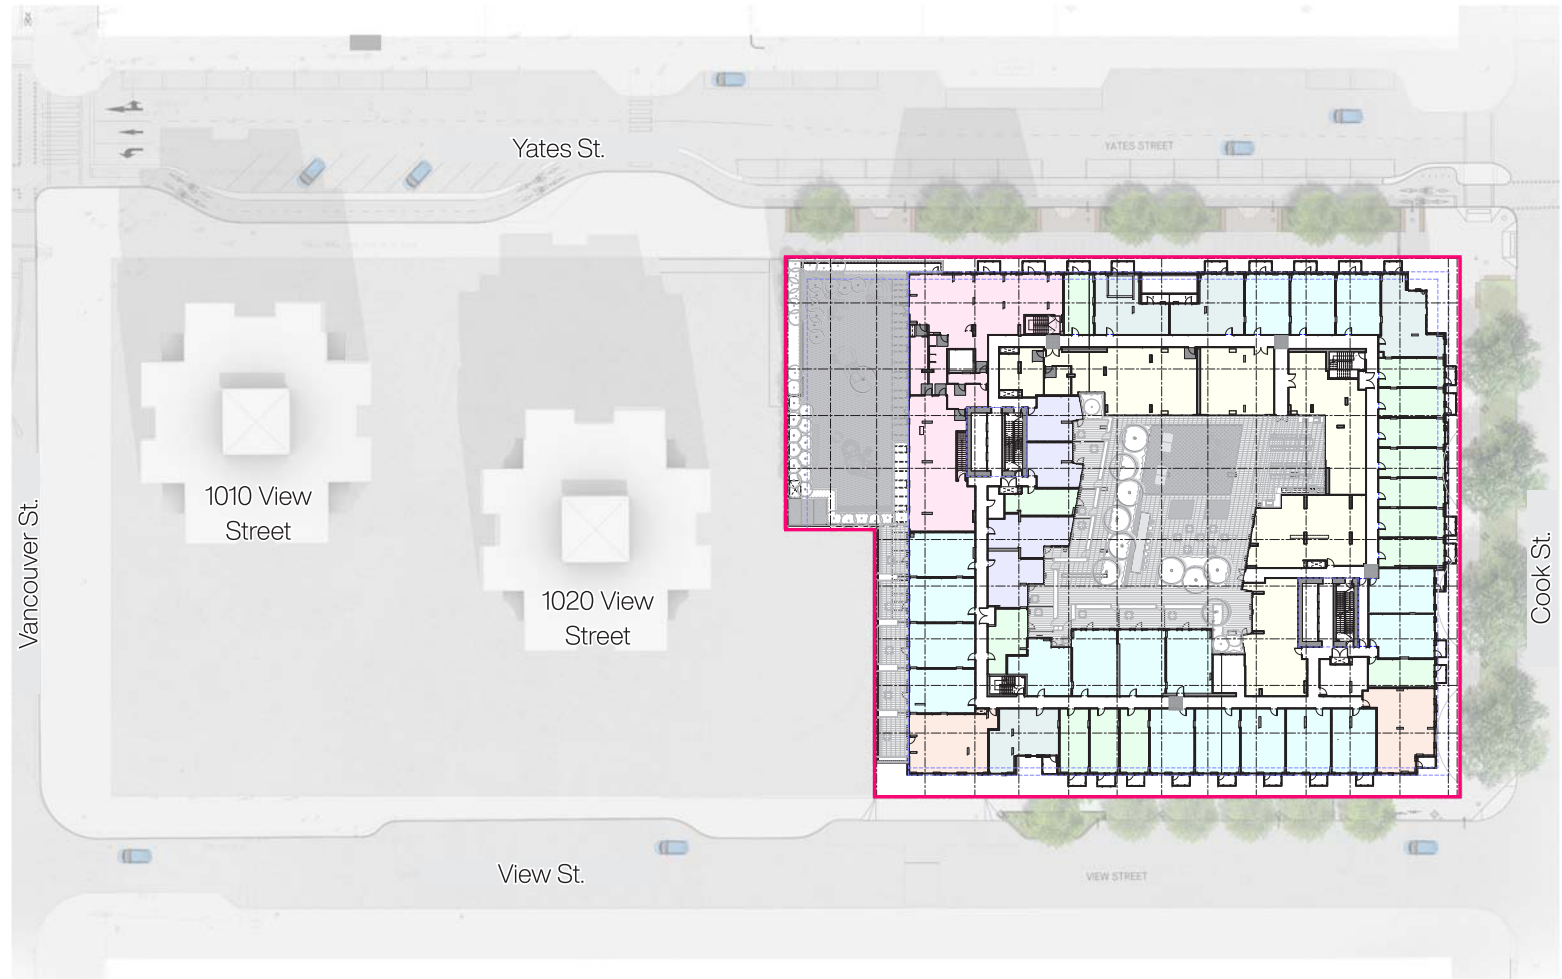 Yates St.
YATES STREET
1010 View
Street
1020 View
Street
Vancouver St.
Cook St.
View St.
VIEW STREET